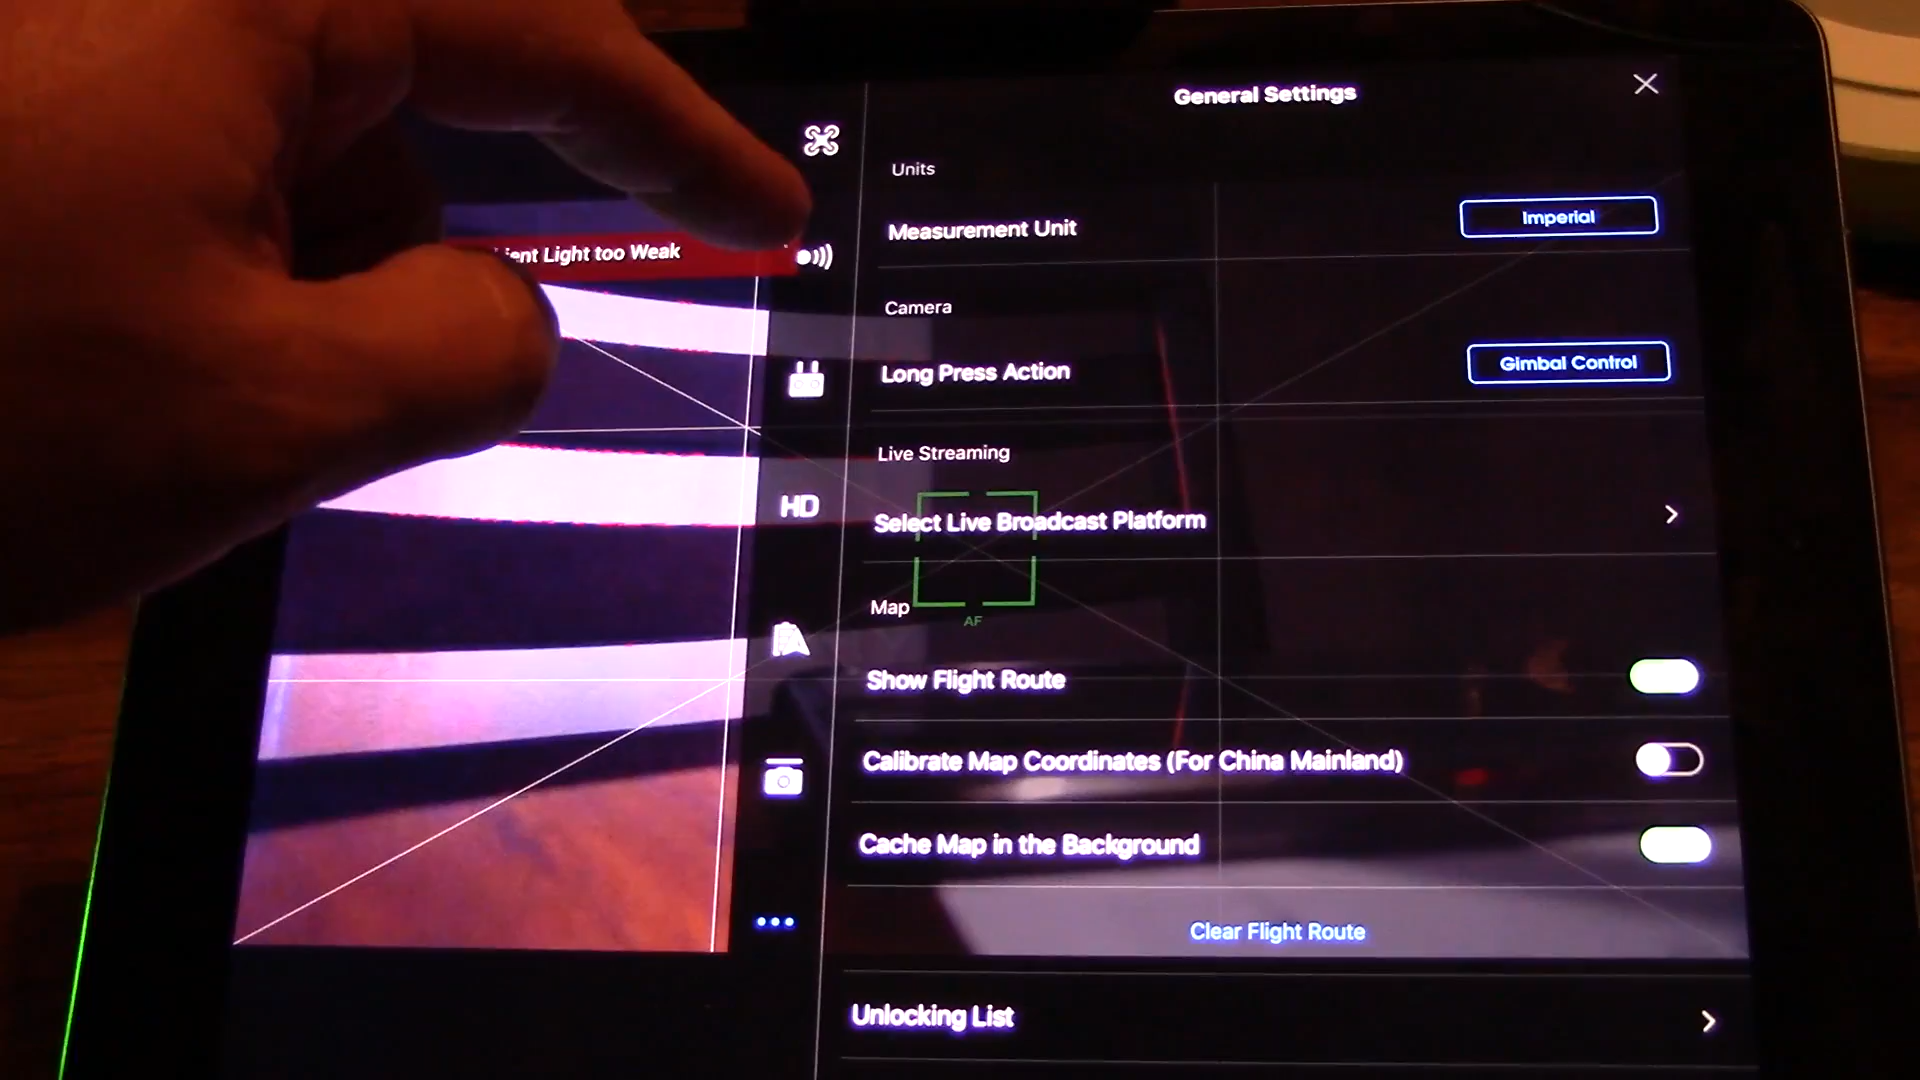 General Settings
Units
Measurement Unit
Imperial
Light too Weak
Camera
Long Press Action
Gimbal Control
Live Streaming
HD
Select Live Broadcast Platform
Map
AF
Show Flight Route
Calibrate Map Coordinates (For China Mainland)
Cache Map in the Background
Clear Flight Route
Unlocking List